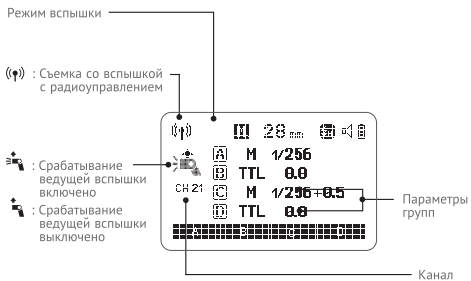 Режим вспышки
: Съемка со вспышкой
с радиоуправлением
28 mm
A M 1/256
B TTL 0.0
CH 21
C M 1/256+0.5
D TTL 0.0
A B C D
: Срабатывание
ведущей вспышки
включено
: Срабатывание
ведущей вспышки
выключено
Параметры
групп
Канал